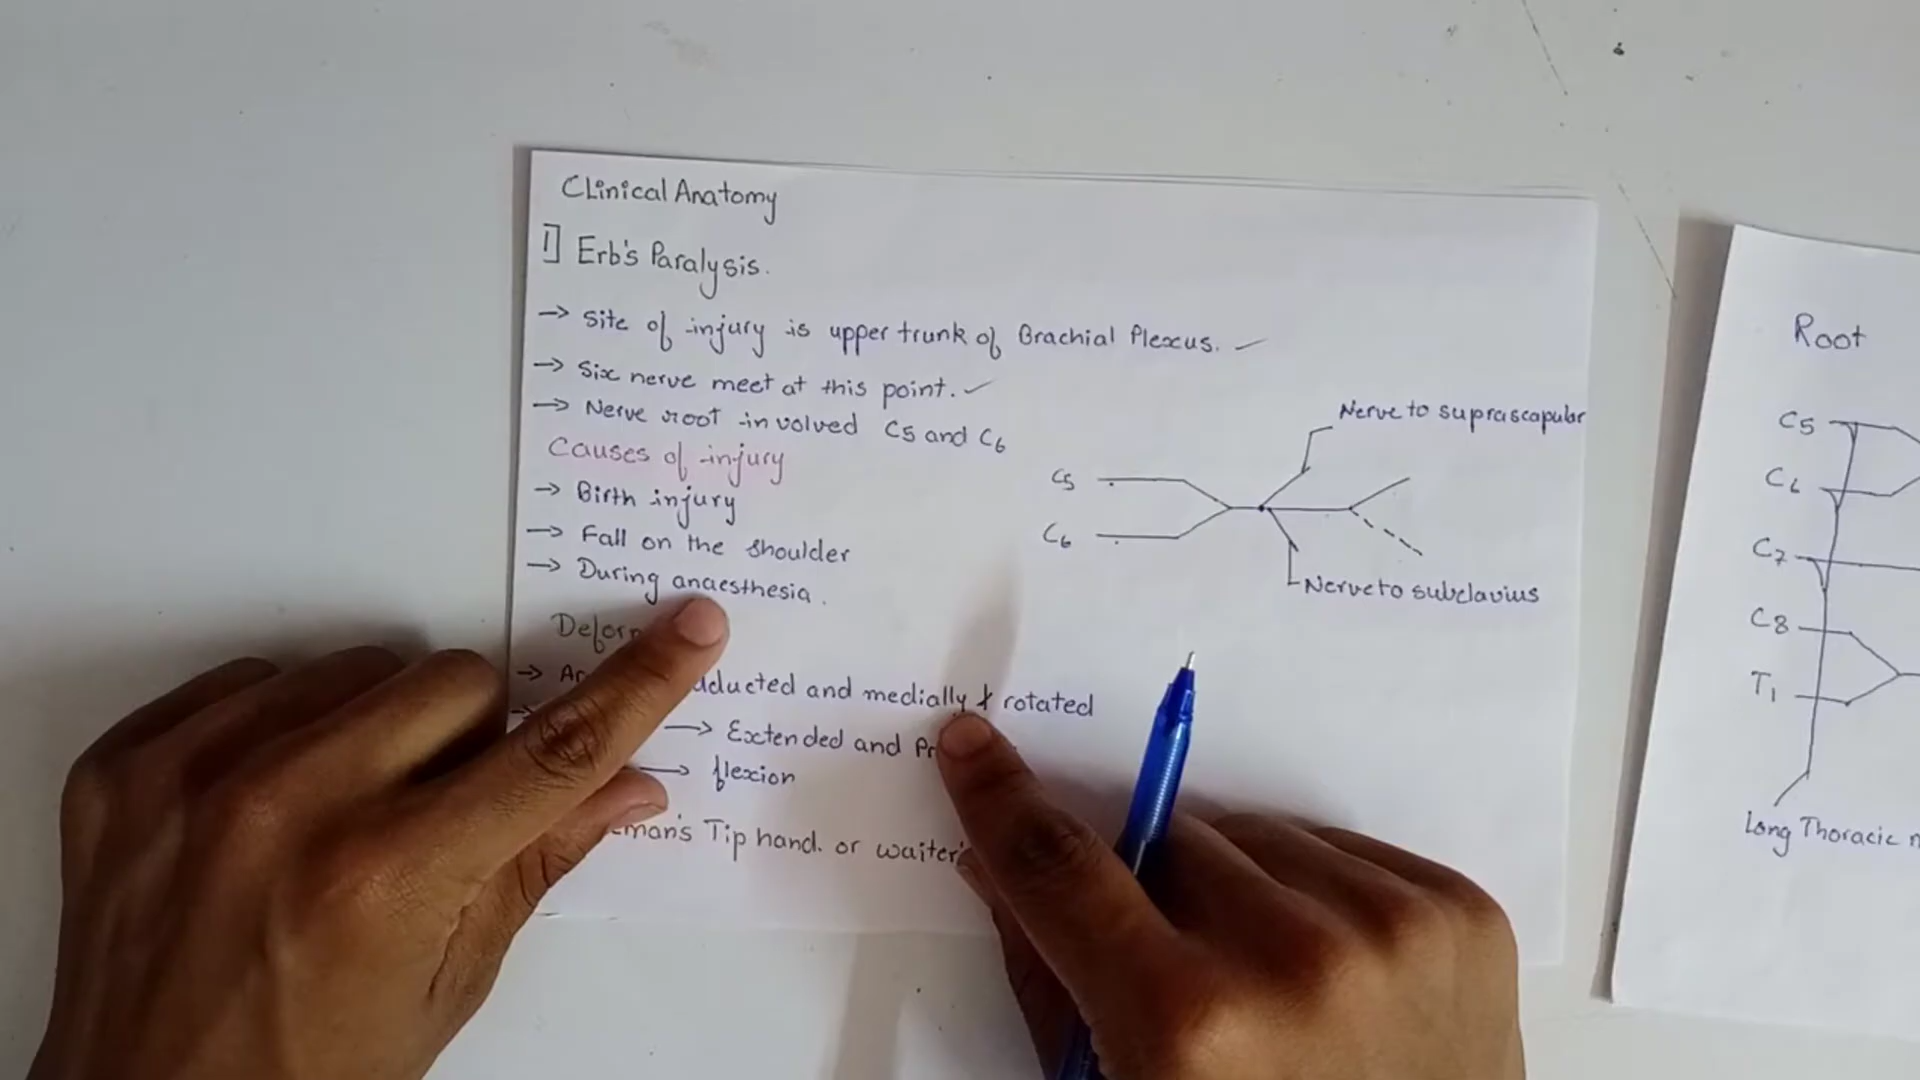 Clinical Anatomy
1] Erb's Paralysis.
→ Site of injury is upper trunk of Brachial Plexus.
→ Six nerve meet at this point.
→ Nerve root involved C5 and C6
Causes of injury
→ Birth injury
→ Fall on the shoulder
→ During anaesthesia.
→ and medially rotated
→ Extended and
→ flexion
Tip hand. or
Nerve to suprascapular
C5
C6
Nerve to subclavius
Root
C5
C6
C7
C8
T1
Long Thoracic